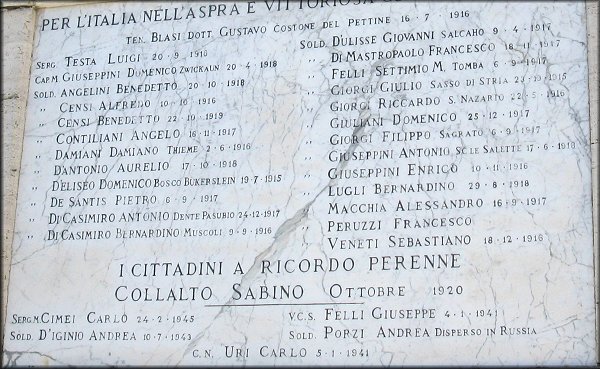 PER L'ITALIA NELL'ASPRA E VITTORIOSA
TEN. BLASI DOTT. GUSTAVO COSTONE DEL PETTINE 16 · 7 · 1916
SERG. TESTA LUIGI 20 · 9 · 1916
CAP.M GIUSEPPINI DOMENICO ZWICKAUN 20 · 4 · 1918
SOLD. ANGELINI BENEDETTO 20 · 10 · 1918
„ CENSI ALFREDO 10 · 10 · 1916
„ CENSI BENEDETTO 22 · 10 · 1919
„ CONTILIANI ANGELO 16 · 11 · 1917
„ DAMIANI DAMIANO THIEME 2 · 6 · 1916
„ D'ANTONIO AURELIO 17 · 10 · 1918
„ D'ELISEO DOMENICO BOSCO BUKERSLEIN 19 · 7 · 1915
„ DE SANTIS PIETRO 6 · 9 · 1917
„ DI CASIMIRO ANTONIO DENTE PASUBIO 24 · 12 · 1917
„ DI CASIMIRO BERNARDINO MUSCOLI 9 · 9 · 1916
SOLD. DULISSE GIOVANNI SALCAHO 9 · 4 · 1917
„ DI MASTROPAOLO FRANCESCO 18 · 11 · 1917
„ FELLI SETTIMIO M. TOMBA 6 · 9 · 1917
„ GIORGI GIULIO SASSO DI STRIA 23 · 10 · 1915
„ GIORGI RICCARDO S. NAZARIO 22 · 5 · 1916
„ GIULIANI DOMENICO 25 · 12 · 1917
„ GIORGI FILIPPO SAGRATO 6 · 9 · 1917
„ GIUSEPPINI ANTONIO SC LE SALETTE 17 · 6 · 1918
„ GIUSEPPINI ENRICO 10 · 11 · 1916
„ LUGLI BERNARDINO 29 · 8 · 1918
„ MACCHIA ALESSANDRO 16 · 9 · 1917
„ PERUZZI FRANCESCO
„ VENETI SEBASTIANO 18 · 12 · 1916
I CITTADINI A RICORDO PERENNE
COLLALTO SABINO OTTOBRE 1920
SERG.M. CIMEI CARLO 24 · 2 · 1945
SOLD. D'IGINIO ANDREA 10 · 7 · 1943
V.C.S. FELLI GIUSEPPE 4 · 1 · 1941
SOLD. PORZI ANDREA DISPERSO IN RUSSIA
C.N. URI CARLO 5 · 1 · 1941